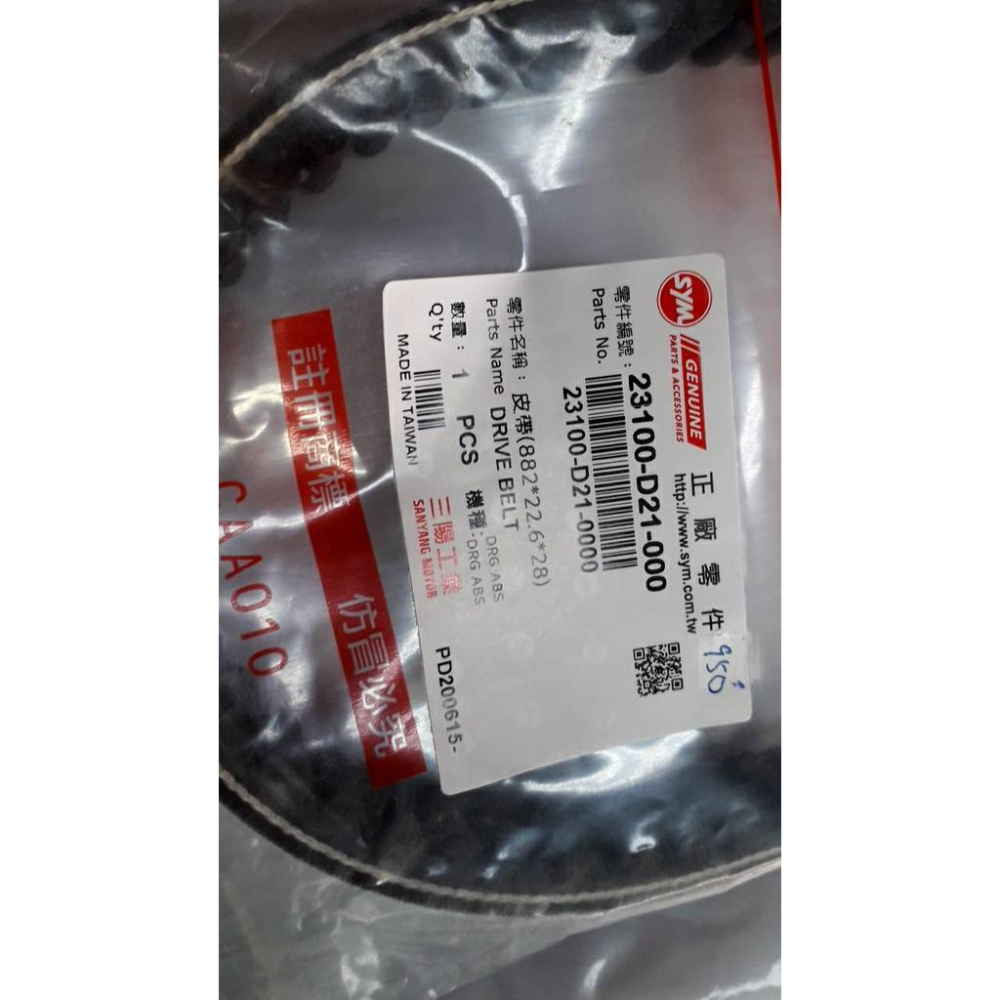 SYM
GENUINE
PARTS & ACCESSORIES
正廠零件
http://www.sym.com.tw
零件編號：23100-D21-000
Parts No.
23100-D21-0000
零件名稱：皮帶(882*22.6*28)
Parts Name DRIVE BELT
DRG ABS
數量：1 PCS 機種：DRG ABS
Q'ty
三陽工業
SANYANG MOTOR
MADE IN TAIWAN
PD200615-
950
註冊商標 仿冒必究
CAA010